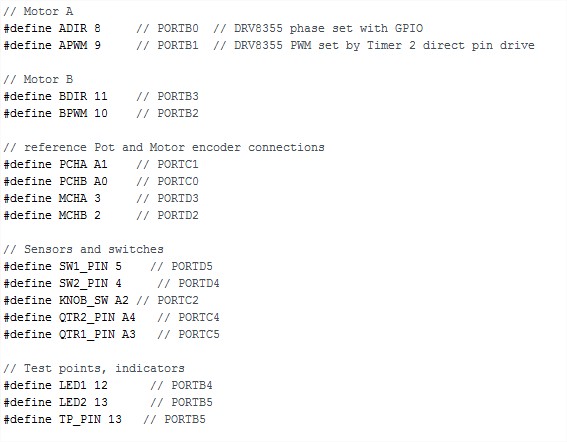 // Motor A
#define ADIR 8     // PORTB0  // DRV8355 phase set with GPIO
#define APWM 9     // PORTB1  // DRV8355 PWM set by Timer 2 direct pin drive
// Motor B
#define BDIR 11    // PORTB3
#define BPWM 10    // PORTB2
// reference Pot and Motor encoder connections
#define PCHA A1    // PORTC1
#define PCHB A0    // PORTC0
#define MCHA 3     // PORTD3
#define MCHB 2     // PORTD2
// Sensors and switches
#define SW1_PIN 5    // PORTD5
#define SW2_PIN 4     // PORTD4
#define KNOB_SW A2 // PORTC2
#define QTR2_PIN A4   // PORTC4
#define QTR1_PIN A3   // PORTC5
// Test points, indicators
#define LED1 12      // PORTB4
#define LED2 13      // PORTB5
#define TP_PIN 13   // PORTB5